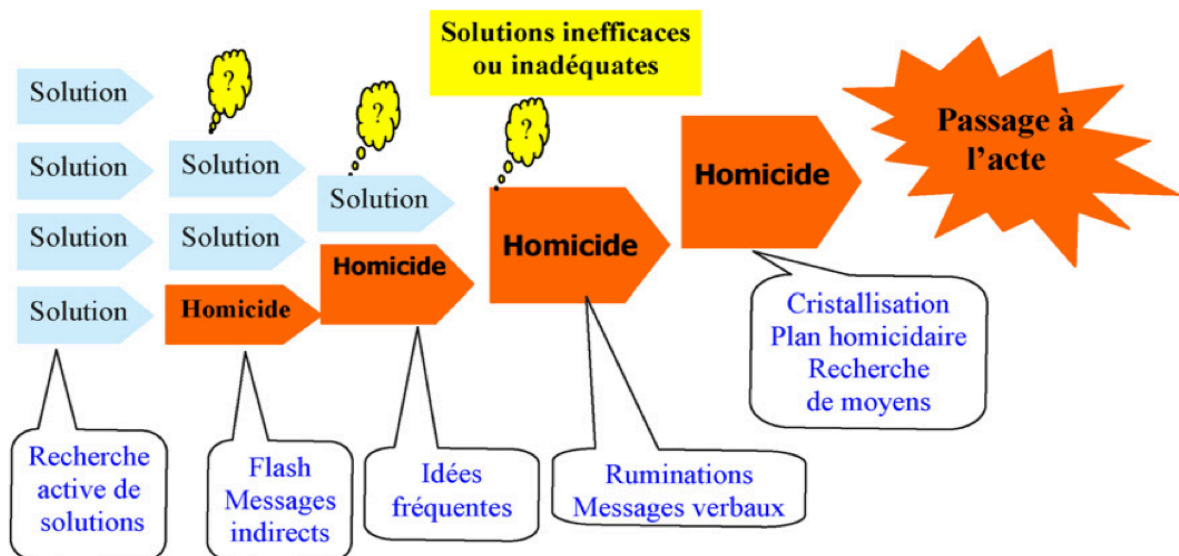 Solutions inefficaces
ou inadéquates
Solution
Solution
Solution
Solution
?
Solution
Solution
Homicide
?
Solution
Homicide
?
Homicide
Homicide
Passage à
l'acte
Recherche
active de
solutions
Flash
Messages
indirects
Idées
fréquentes
Ruminations
Messages verbaux
Cristallisation
Plan homicidaire
Recherche
de moyens